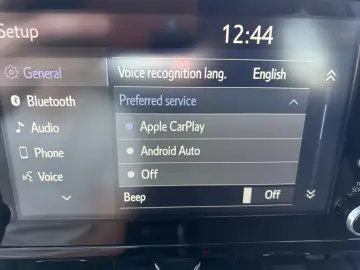 Setup
12:44
General
Voice recognition lang. English
Bluetooth
Preferred service
Audio
Apple CarPlay
Phone
Android Auto
Voice
Off
Beep Off